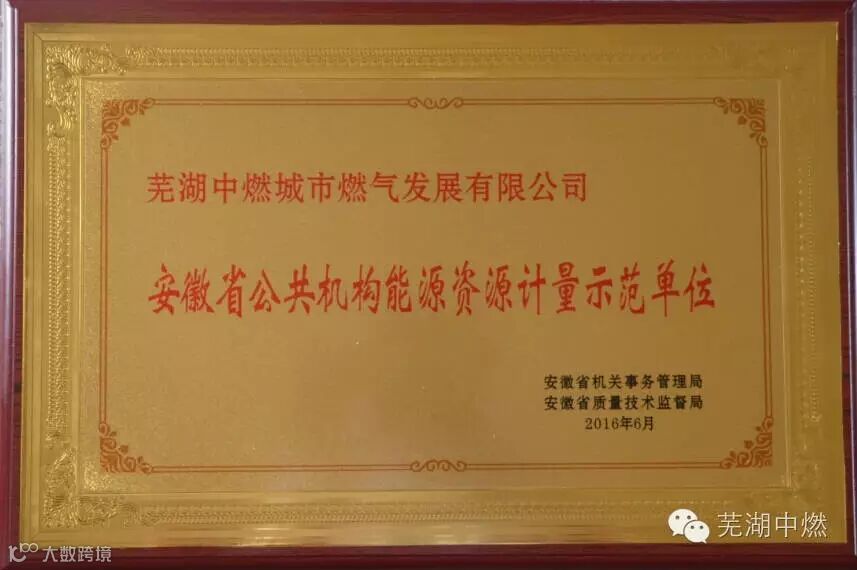 芜湖中燃城市燃气发展有限公司
安徽省公共机构能源资源计量示范单位
安徽省机关事务管理局
安徽省质量技术监督局
2016年6月
芜湖中燃
大数跨境